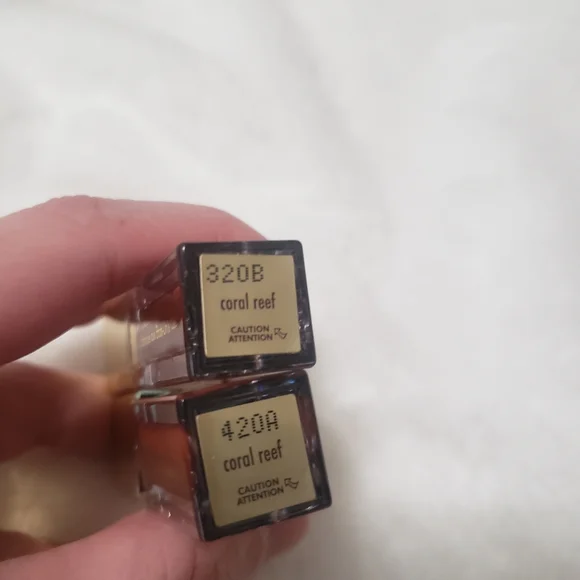 320B
coral reef
CAUTION
ATTENTION
420A
coral reef
CAUTION
ATTENTION